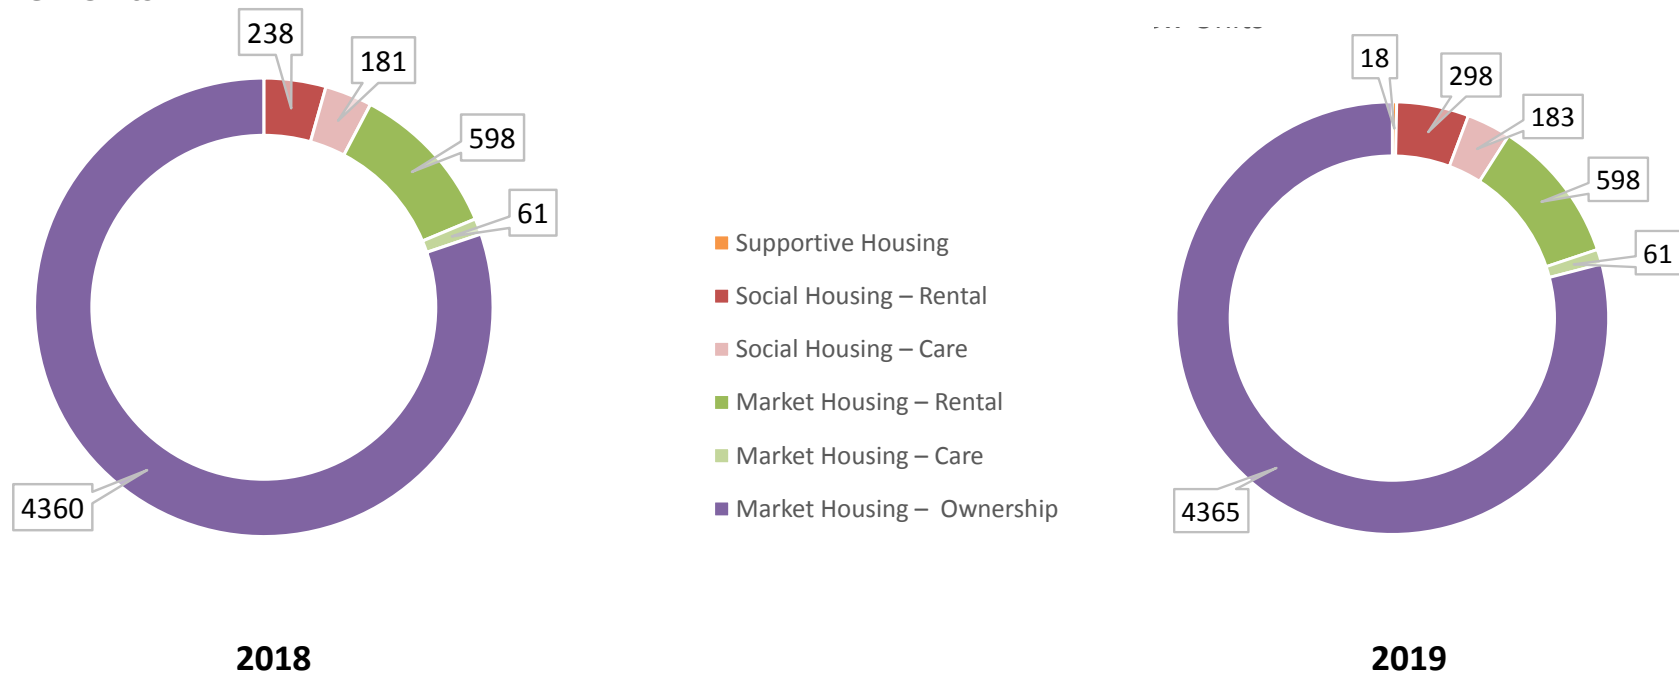 238
181
598
61
4360
2018
Supportive Housing
Social Housing – Rental
Social Housing – Care
Market Housing – Rental
Market Housing – Care
Market Housing – Ownership
18
298
183
598
61
4365
2019